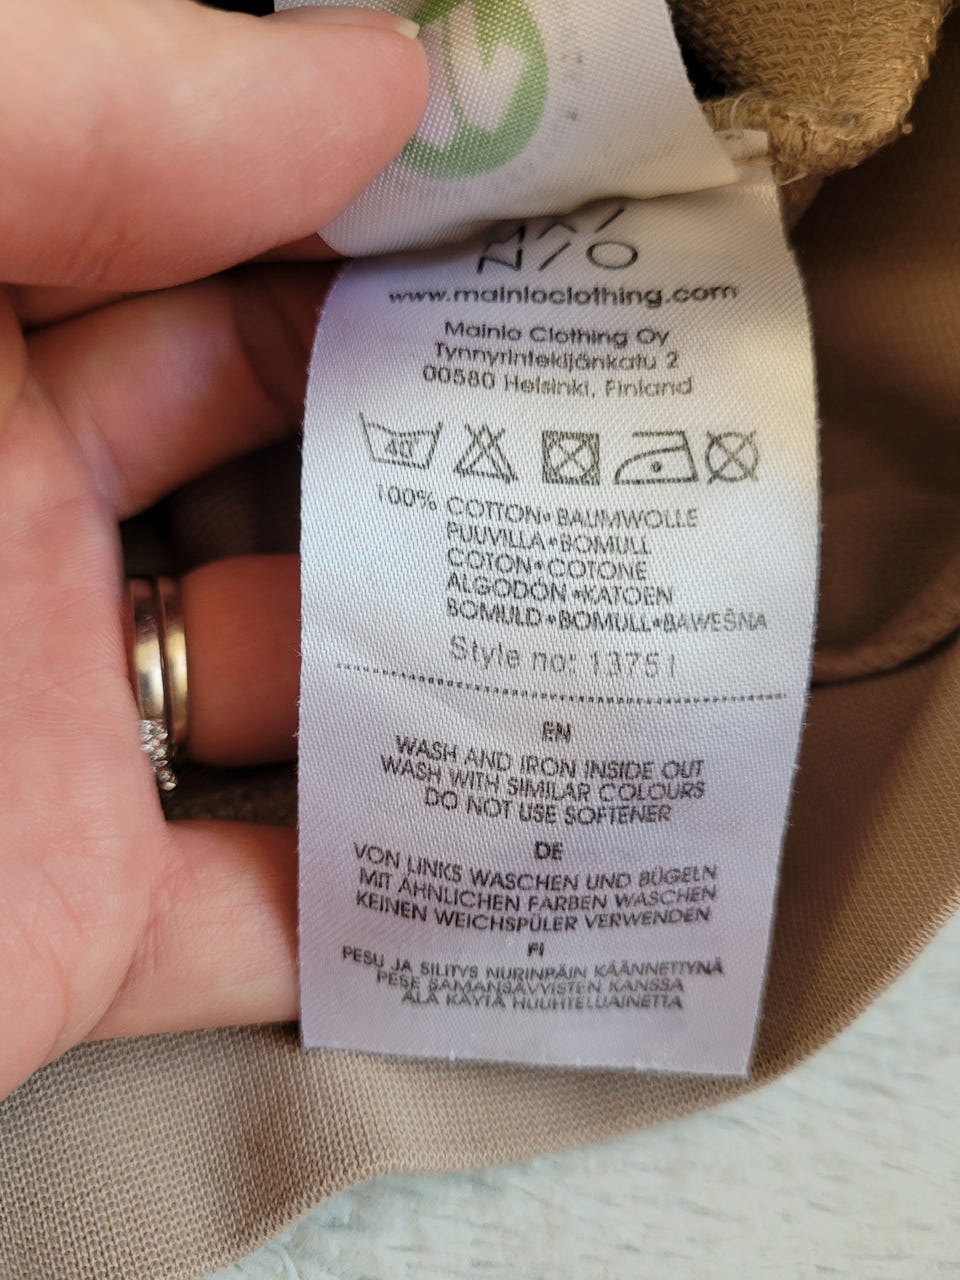 www.mainioclothing.com
Mainio Clothing Oy
Tynnyrintekijänkatu 2
00580 Helsinki, Finland
40
100% COTTON•BAUMWOLLE
PUUVILLA•BOMULL
COTON•COTONE
ALGODÓN•KATOEN
BOMULD•BOMULL•BAWEŠNA
Style no: 13751
EN
WASH AND IRON INSIDE OUT
WASH WITH SIMILAR COLOURS
DO NOT USE SOFTENER
DE
VON LINKS WASCHEN UND BÜGELN
MIT ÄHNLICHEN FARBEN WASCHEN
KEINEN WEICHSPÜLER VERWENDEN
FI
PESU JA SILITYS NURINPÄIN KÄÄNNETTYNÄ
PESE SAMANSÄVYISTEN KANSSA
ÄLÄ KÄYTÄ HUUHTELUAINETTA